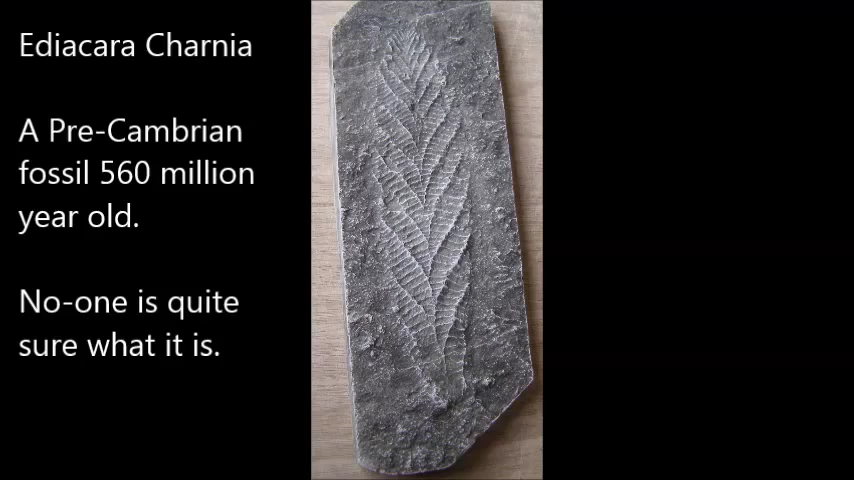 Ediacara Charnia
A Pre-Cambrian
fossil 560 million
year old.
No-one is quite
sure what it is.